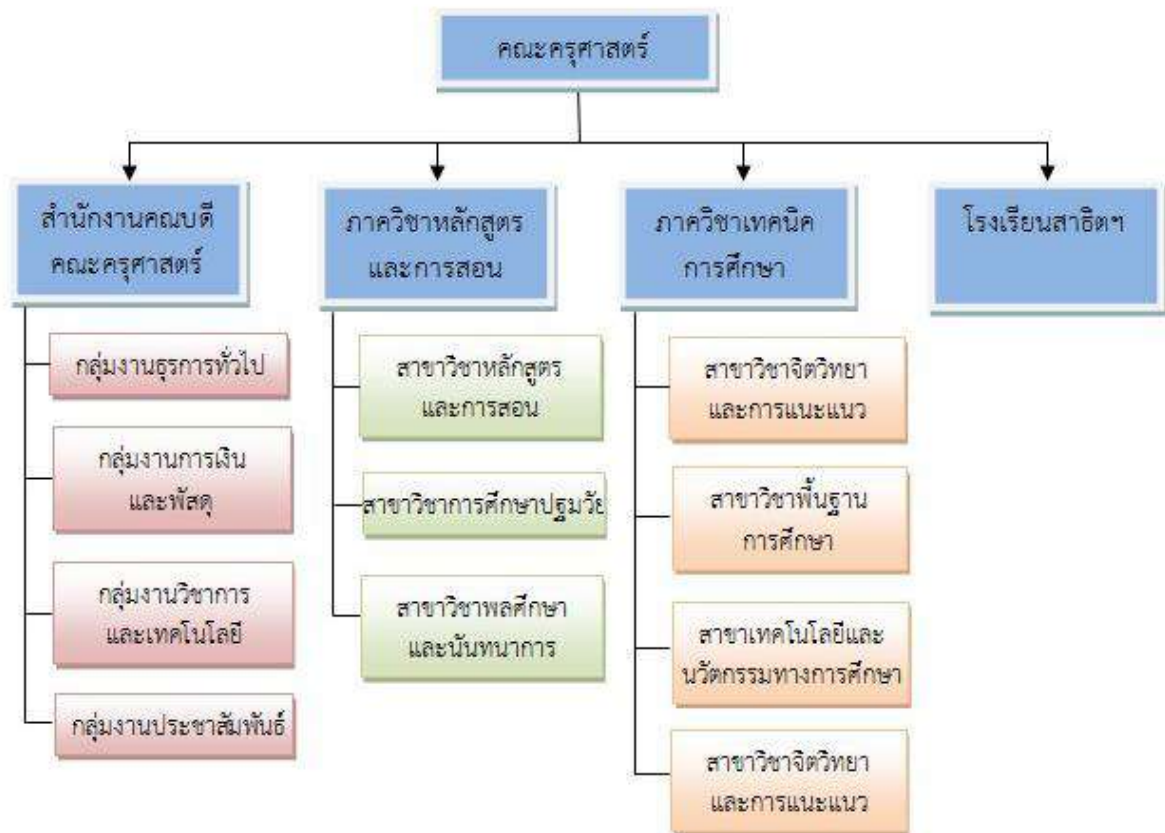 คณะครุศาสตร์
สำนักงานคณบดี
คณะครุศาสตร์
ภาควิชาหลักสูตร
และการสอน
ภาควิชาเทคนิค
การศึกษา
โรงเรียนสาธิตฯ
กลุ่มงานธุรการทั่วไป
กลุ่มงานการเงิน
และพัสดุ
กลุ่มงานวิชาการ
และเทคโนโลยี
กลุ่มงานประชาสัมพันธ์
สาขาวิชาหลักสูตร
และการสอน
สาขาวิชาการศึกษาปฐมวัย
สาขาวิชาพลศึกษา
และนันทนาการ
สาขาวิชาจิตวิทยา
และการแนะแนว
สาขาวิชาพื้นฐาน
การศึกษา
สาขาเทคโนโลยีและ
นวัตกรรมทางการศึกษา
สาขาวิชาจิตวิทยา
และการแนะแนว